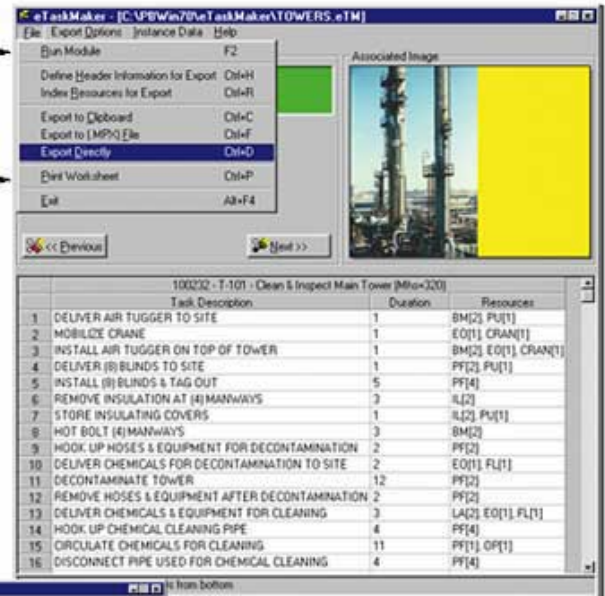 eTaskMaker - [C:\PBWin70\eTaskMaker\TOWERS.eTM]
File Export Options Instance Data Help
Run Module F2
Define Header Information for Export Ctrl+H
Index Resources for Export Ctrl+R
Export to Clipboard Ctrl+C
Export to (.MPX) File Ctrl+F
Export Directly Ctrl+D
Print Worksheet Ctrl+P
Exit Alt+F4
Associated Image
<< Previous
Next >>
100232 - T-101 - Clean & Inspect Main Tower (Mhs=320)
Task Description Duration Resources
1 DELIVER AIR TUGGER TO SITE 1 BM[2], PU[1]
2 MOBILIZE CRANE 1 EO[1], CRAN[1]
3 INSTALL AIR TUGGER ON TOP OF TOWER 1 BM[2], EO[1], CRAN[1]
4 DELIVER (8) BLINDS TO SITE 1 PF[2], PU[1]
5 INSTALL (8) BLINDS & TAG OUT 5 PF[4]
6 REMOVE INSULATION AT (4) MANWAYS 3 IL[2]
7 STORE INSULATING COVERS 1 IL[2], PU[1]
8 HOT BOLT (4) MANWAYS 3 BM[2]
9 HOOK UP HOSES & EQUIPMENT FOR DECONTAMINATION 2 PF[2]
10 DELIVER CHEMICALS FOR DECONTAMINATION TO SITE 2 EO[1], FL[1]
11 DECONTAMINATE TOWER 12 PF[2]
12 REMOVE HOSES & EQUIPMENT AFTER DECONTAMINATION 2 PF[2]
13 DELIVER CHEMICALS & EQUIPMENT FOR CLEANING 3 LA[2], EO[1], FL[1]
14 HOOK UP CHEMICAL CLEANING PIPE 4 PF[4]
15 CIRCULATE CHEMICALS FOR CLEANING 11 PF[1], OP[1]
16 DISCONNECT PIPE USED FOR CHEMICAL CLEANING 4 PF[4]
from bottom